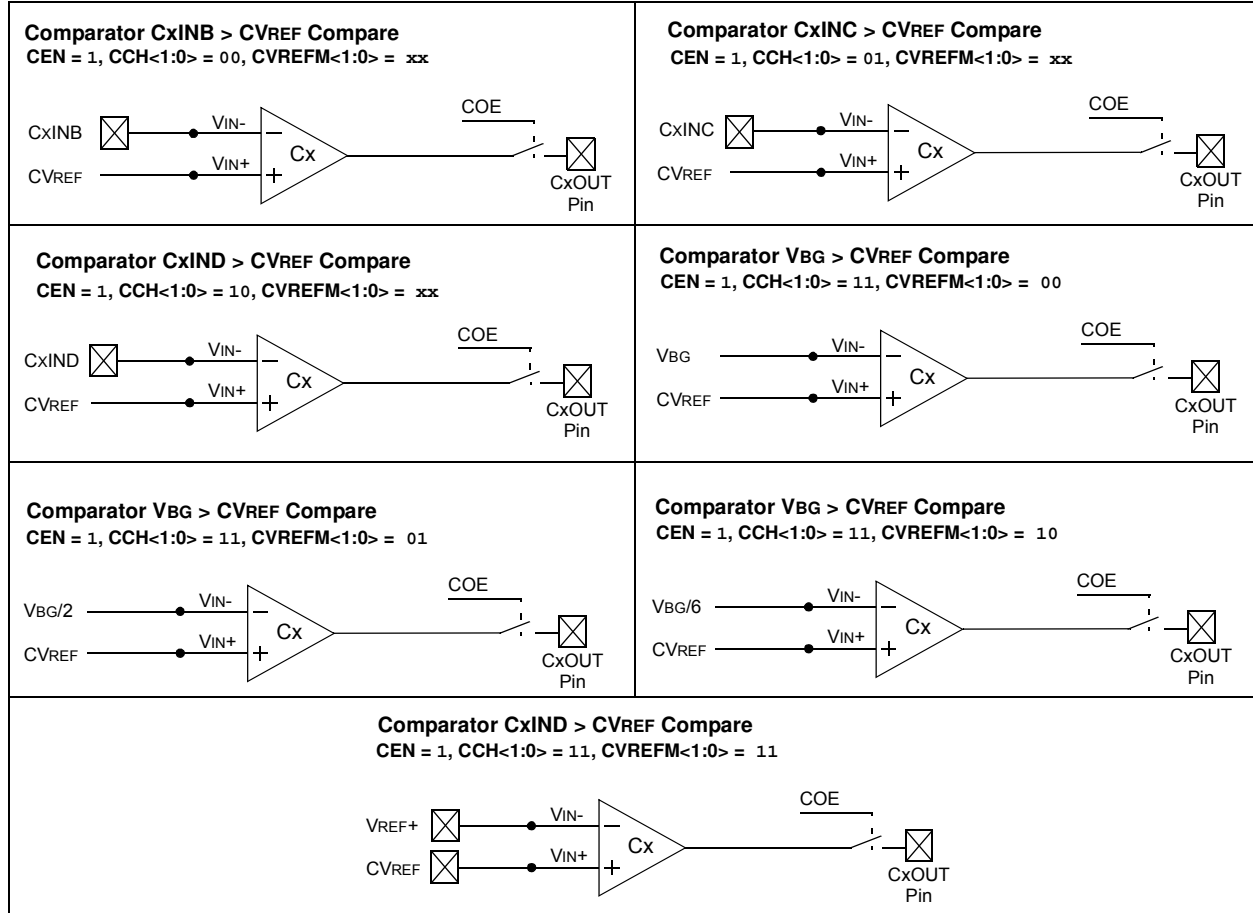 Comparator CxINB > CVREF Compare
CEN = 1, CCH<1:0> = 00, CVREFM<1:0> = xx
COE
CxINB
VIN-
–
Cx
CVREF
VIN+
+
CxOUT
Pin
Comparator CxINC > CVREF Compare
CEN = 1, CCH<1:0> = 01, CVREFM<1:0> = xx
COE
CxINC
VIN-
–
Cx
CVREF
VIN+
+
CxOUT
Pin
Comparator CxIND > CVREF Compare
CEN = 1, CCH<1:0> = 10, CVREFM<1:0> = xx
COE
CxIND
VIN-
–
Cx
CVREF
VIN+
+
CxOUT
Pin
Comparator VBG > CVREF Compare
CEN = 1, CCH<1:0> = 11, CVREFM<1:0> = 00
COE
VBG
VIN-
–
Cx
CVREF
VIN+
+
CxOUT
Pin
Comparator VBG > CVREF Compare
CEN = 1, CCH<1:0> = 11, CVREFM<1:0> = 01
COE
VBG/2
VIN-
–
Cx
CVREF
VIN+
+
CxOUT
Pin
Comparator VBG > CVREF Compare
CEN = 1, CCH<1:0> = 11, CVREFM<1:0> = 10
COE
VBG/6
VIN-
–
Cx
CVREF
VIN+
+
CxOUT
Pin
Comparator CxIND > CVREF Compare
CEN = 1, CCH<1:0> = 11, CVREFM<1:0> = 11
COE
VREF+
VIN-
–
Cx
CVREF
VIN+
+
CxOUT
Pin